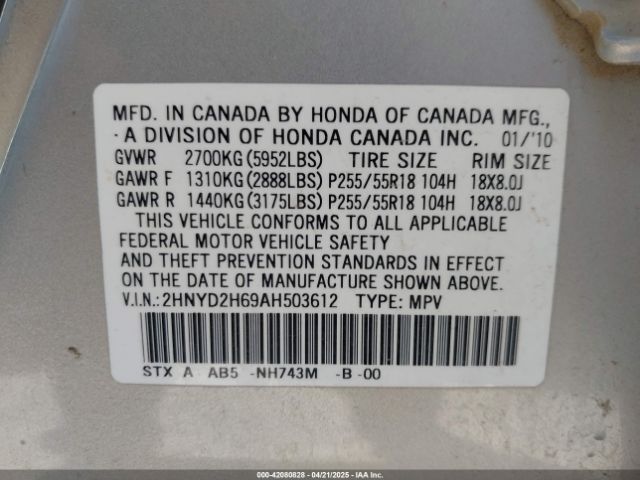 MFD. IN CANADA BY HONDA OF CANADA MFG.,
· A DIVISION OF HONDA CANADA INC. 01/'10
GVWR 2700KG(5952LBS) TIRE SIZE RIM SIZE
GAWR F 1310KG(2888LBS) P255/55R18 104H 18X8.0J
GAWR R 1440KG(3175LBS) P255/55R18 104H 18X8.0J
THIS VEHICLE CONFORMS TO ALL APPLICABLE
FEDERAL MOTOR VEHICLE SAFETY
AND THEFT PREVENTION STANDARDS IN EFFECT
ON THE DATE OF MANUFACTURE SHOWN ABOVE.
V.I.N.:2HNYD2H69AH503612 TYPE: MPV
STX A AB5 -NH743M -B -00
000-42080828 - 04/21/2025 - IAA Inc.